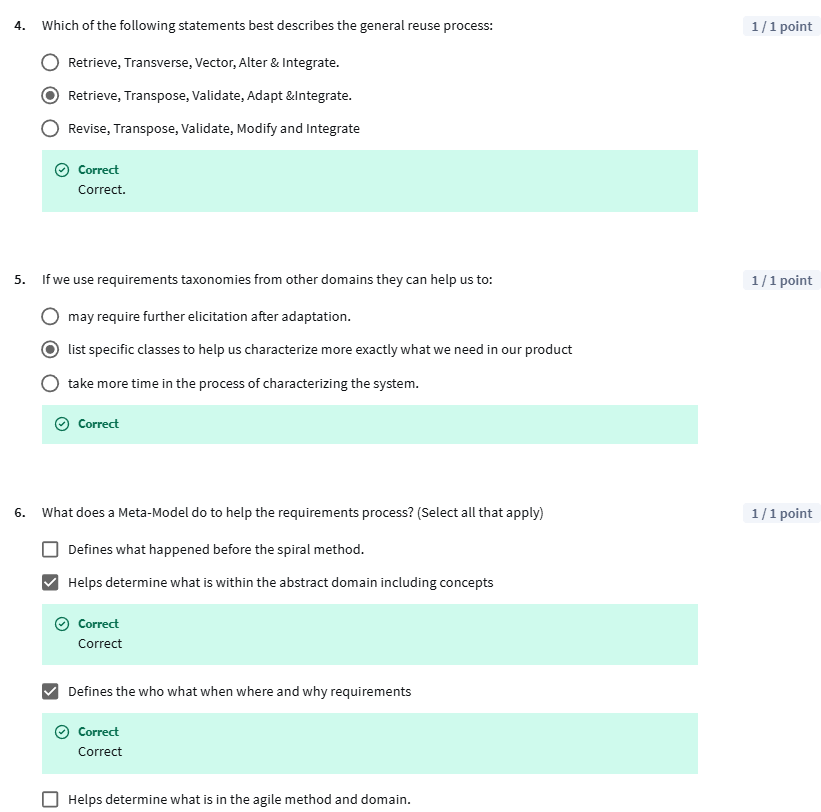 4. Which of the following statements best describes the general reuse process:
1 / 1 point
Retrieve, Transverse, Vector, Alter & Integrate.
Retrieve, Transpose, Validate, Adapt &Integrate.
Revise, Transpose, Validate, Modify and Integrate
Correct
Correct.
5. If we use requirements taxonomies from other domains they can help us to:
1 / 1 point
may require further elicitation after adaptation.
list specific classes to help us characterize more exactly what we need in our product
take more time in the process of characterizing the system.
Correct
6. What does a Meta-Model do to help the requirements process? (Select all that apply)
1 / 1 point
Defines what happened before the spiral method.
Helps determine what is within the abstract domain including concepts
Correct
Correct
Defines the who what when where and why requirements
Correct
Correct
Helps determine what is in the agile method and domain.